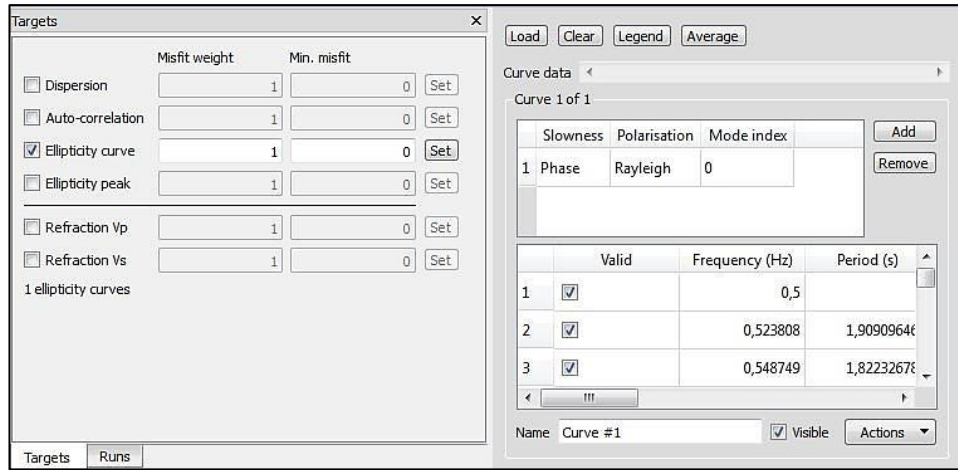 Targets
Misfit weight Min. misfit
Dispersion 1 0 Set
Auto-correlation 1 0 Set
Ellipticity curve 1 0 Set
Ellipticity peak 1 0 Set
Refraction Vp 1 0 Set
Refraction Vs 1 0 Set
1 ellipticity curves
Targets Runs
Load Clear Legend Average
Curve data
Curve 1 of 1
Slowness Polarisation Mode index
1 Phase Rayleigh 0
Add
Remove
Valid Frequency (Hz) Period (s)
1 0,5
2 0,523808 1,90909646
3 0,548749 1,82232678
Name Curve #1 Visible Actions